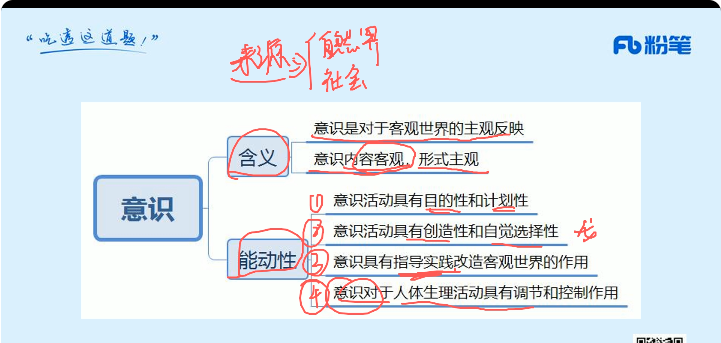 “吃透这道题！”
粉笔
来源 自然界
社会
意识是对于客观世界的主观反映
含义
意识内容客观，形式主观
意识
① 意识活动具有目的性和计划性
② 意识活动具有创造性和自觉选择性
能动性
③ 意识具有指导实践改造客观世界的作用
④ 意识对于人体生理活动具有调节和控制作用